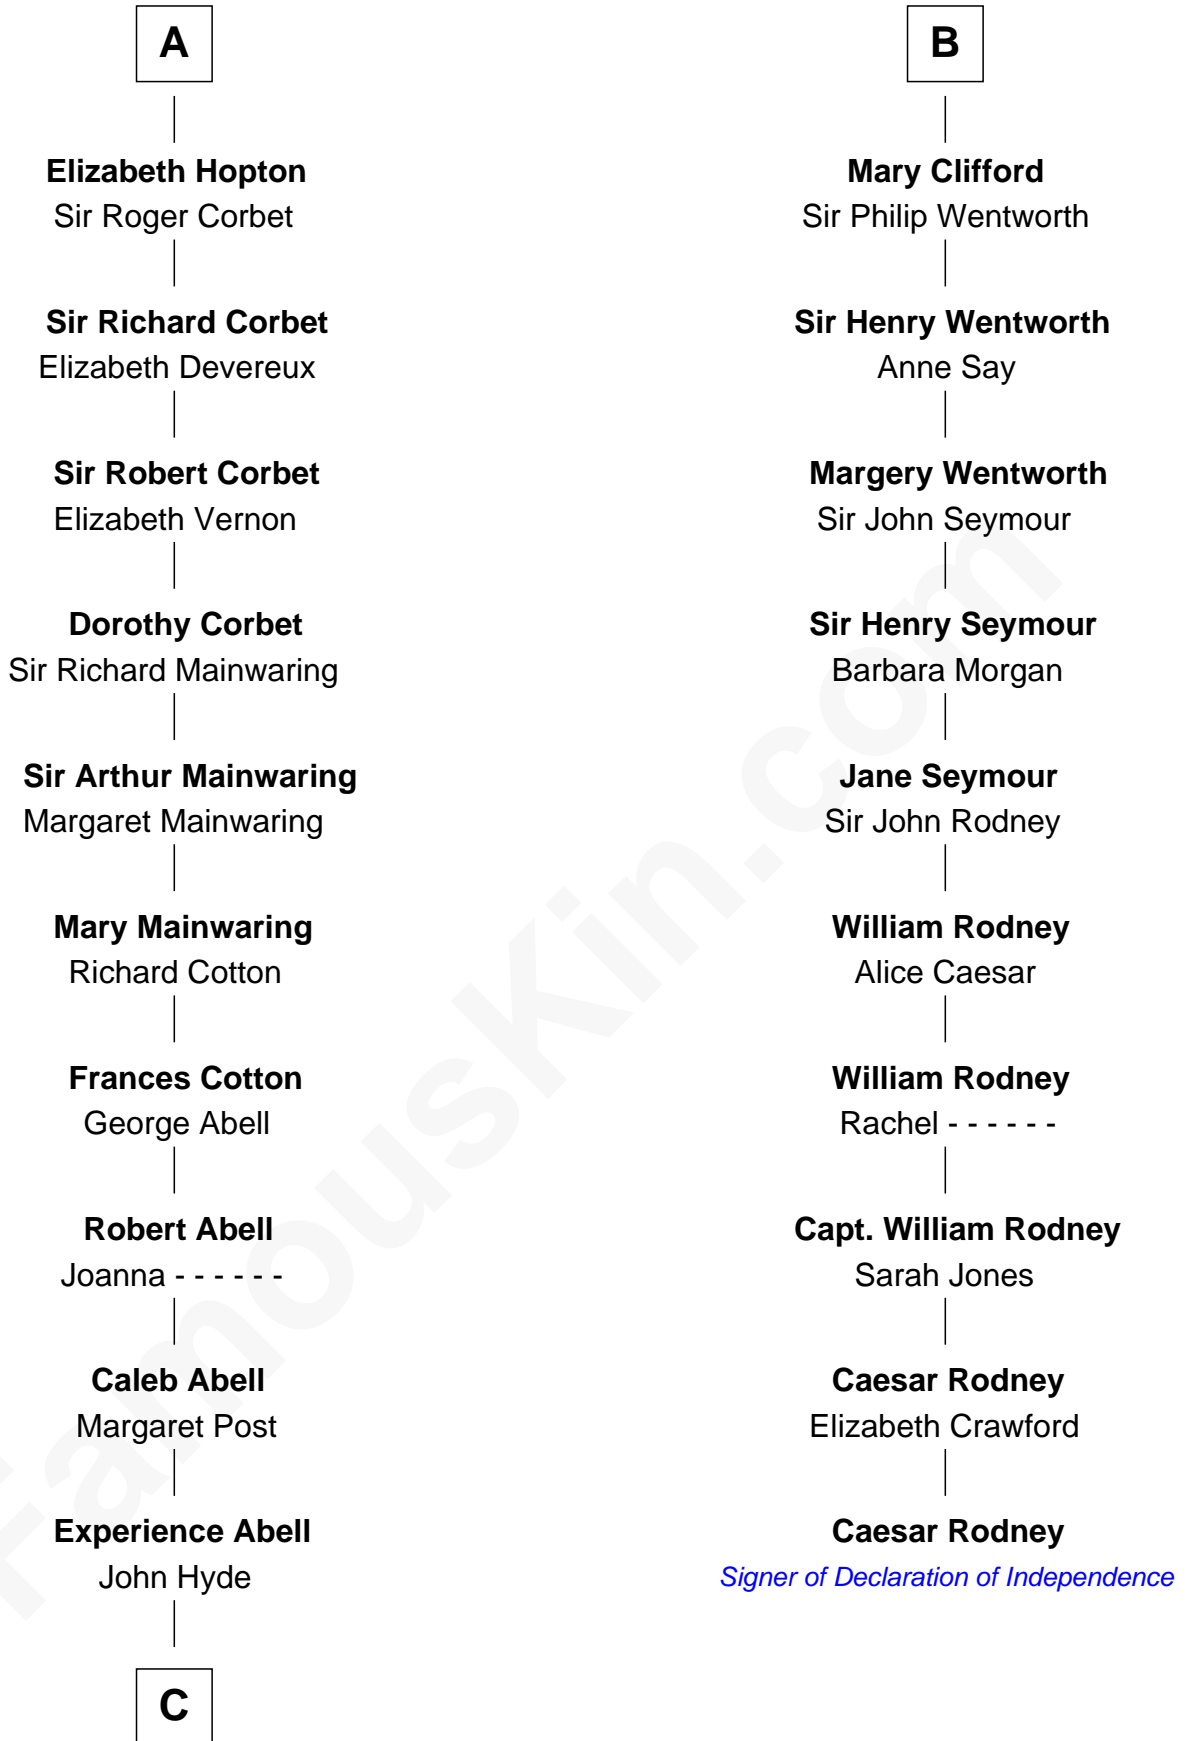 A
Elizabeth Hopton
Sir Roger Corbet
Sir Richard Corbet
Elizabeth Devereux
Sir Robert Corbet
Elizabeth Vernon
Dorothy Corbet
Sir Richard Mainwaring
Sir Arthur Mainwaring
Margaret Mainwaring
Mary Mainwaring
Richard Cotton
Frances Cotton
George Abell
Robert Abell
Joanna - - - - - -
Caleb Abell
Margaret Post
Experience Abell
John Hyde
C
B
Mary Clifford
Sir Philip Wentworth
Sir Henry Wentworth
Anne Say
Margery Wentworth
Sir John Seymour
Sir Henry Seymour
Barbara Morgan
Jane Seymour
Sir John Rodney
William Rodney
Alice Caesar
William Rodney
Rachel - - - - - -
Capt. William Rodney
Sarah Jones
Caesar Rodney
Elizabeth Crawford
Caesar Rodney
Signer of Declaration of Independence
FamousKin.com